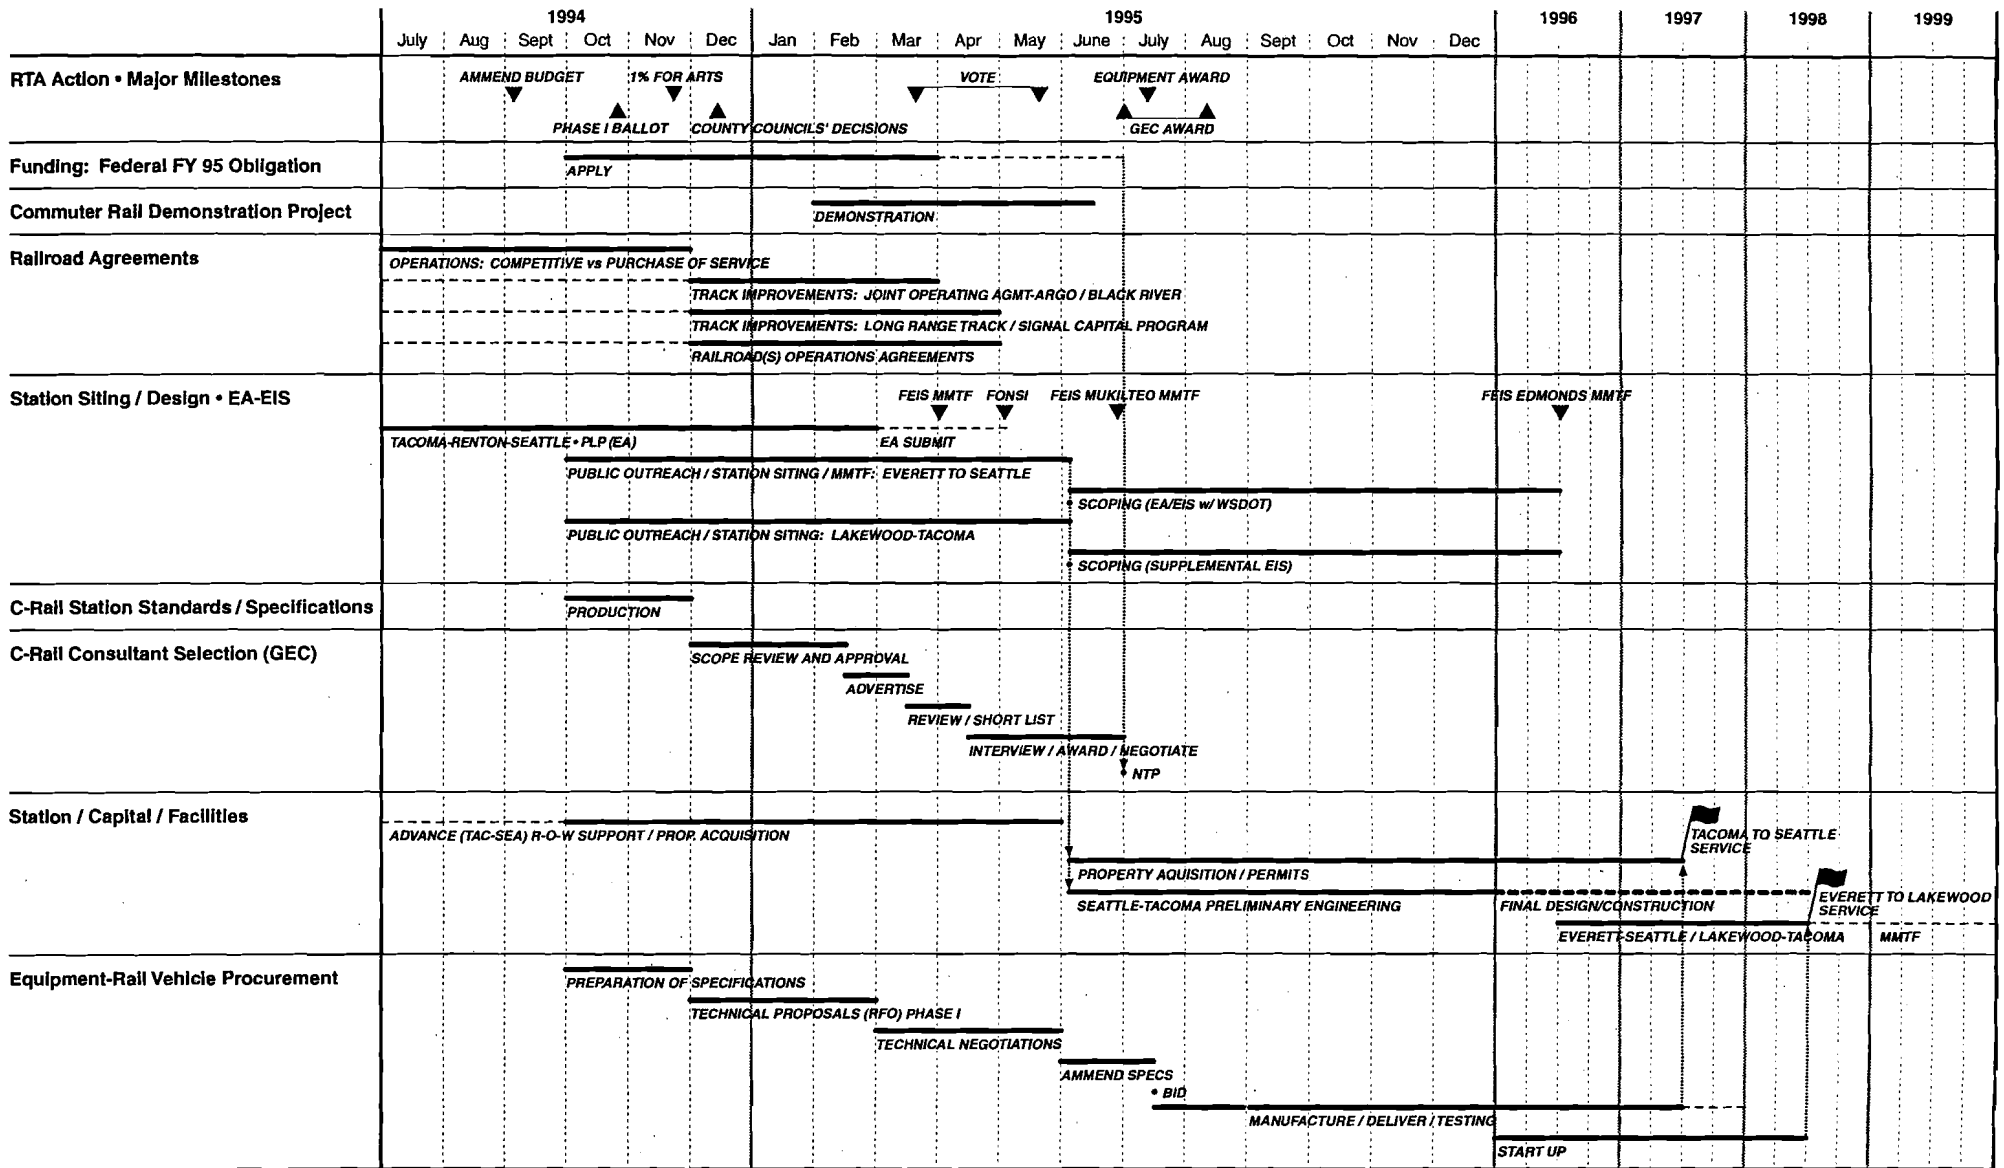 1994 1995 1996 1997 1998 1999
July Aug Sept Oct Nov Dec Jan Feb Mar Apr May June July Aug Sept Oct Nov Dec
RTA Action • Major Milestones
AMMEND BUDGET 1% FOR ARTS VOTE EQUIPMENT AWARD
PHASE I BALLOT COUNTY COUNCILS' DECISIONS GEC AWARD
Funding: Federal FY 95 Obligation
APPLY
Commuter Rail Demonstration Project
DEMONSTRATION
Railroad Agreements
OPERATIONS: COMPETITIVE vs PURCHASE OF SERVICE
TRACK IMPROVEMENTS: JOINT OPERATING AGMT-ARGO / BLACK RIVER
TRACK IMPROVEMENTS: LONG RANGE TRACK / SIGNAL CAPITAL PROGRAM
RAILROAD(S) OPERATIONS AGREEMENTS
Station Siting / Design • EA-EIS
FEIS MMTF FONSI FEIS MUKILTEO MMTF FEIS EDMONDS MMTF
TACOMA-RENTON-SEATTLE • PLP (EA) EA SUBMIT
PUBLIC OUTREACH / STATION SITING / MMTF: EVERETT TO SEATTLE
• SCOPING (EA/EIS w/ WSDOT)
PUBLIC OUTREACH / STATION SITING: LAKEWOOD-TACOMA
• SCOPING (SUPPLEMENTAL EIS)
C-Rail Station Standards / Specifications
PRODUCTION
C-Rail Consultant Selection (GEC)
SCOPE REVIEW AND APPROVAL
ADVERTISE
REVIEW / SHORT LIST
INTERVIEW / AWARD / NEGOTIATE
• NTP
Station / Capital / Facilities
ADVANCE (TAC-SEA) R-O-W SUPPORT / PROP. ACQUISITION
TACOMA TO SEATTLE
SERVICE
PROPERTY AQUISITION / PERMITS
SEATTLE-TACOMA PRELIMINARY ENGINEERING FINAL DESIGN/CONSTRUCTION
EVERETT TO LAKEWOOD
SERVICE
EVERETT-SEATTLE / LAKEWOOD-TACOMA MMTF
Equipment-Rail Vehicle Procurement
PREPARATION OF SPECIFICATIONS
TECHNICAL PROPOSALS (RFO) PHASE I
TECHNICAL NEGOTIATIONS
AMMEND SPECS
• BID
MANUFACTURE / DELIVER / TESTING
START UP